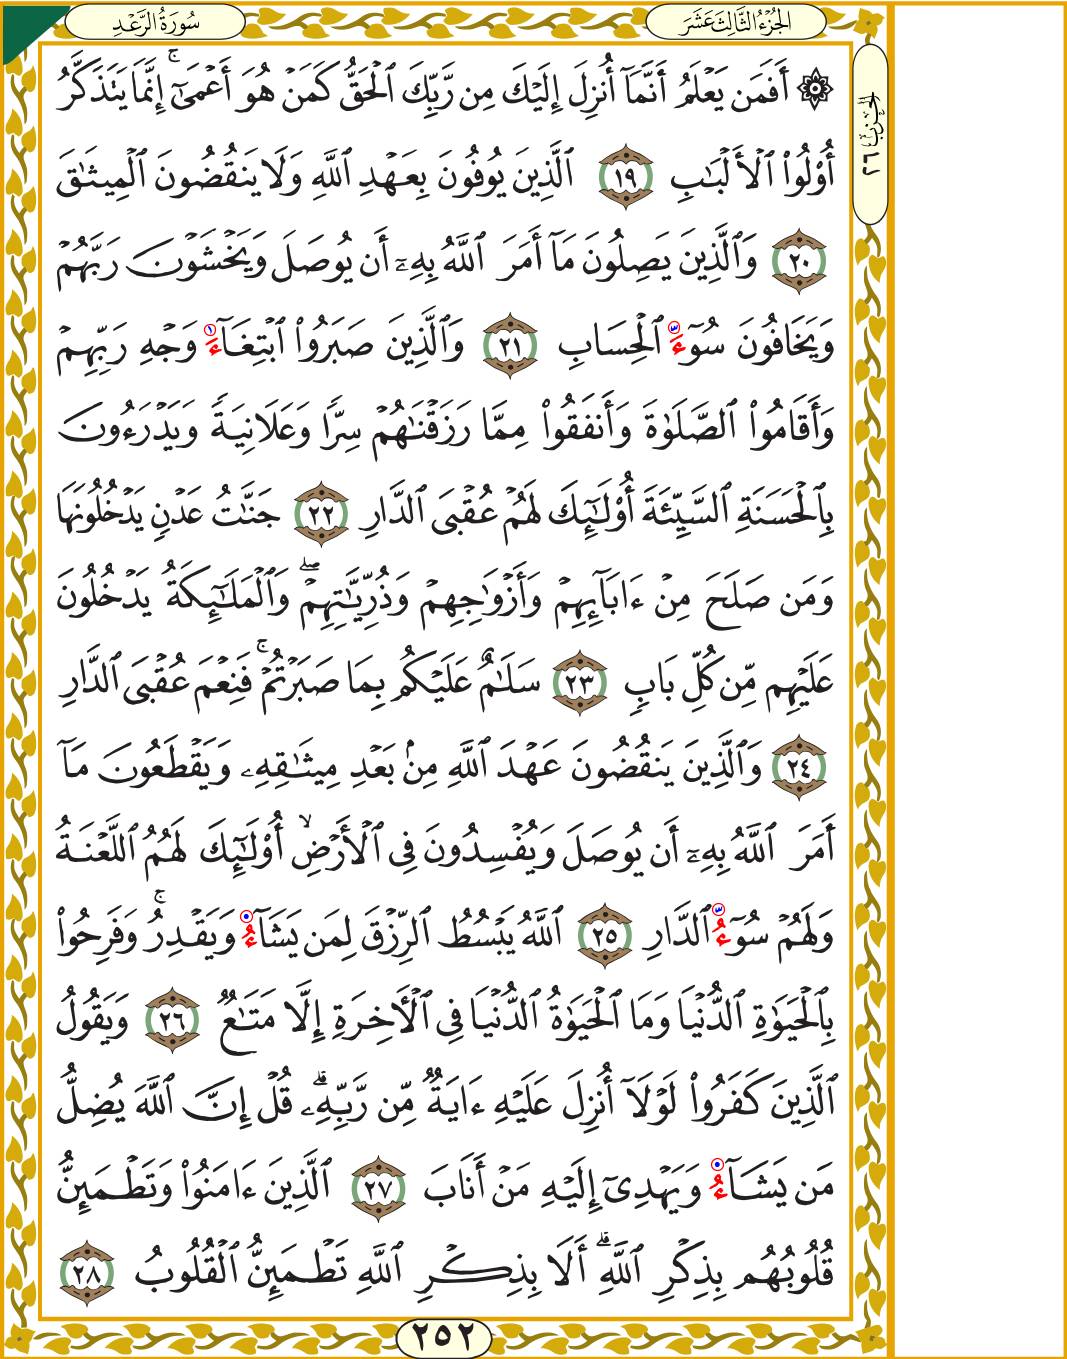 سُورَةُ الرَّعْدِ
الجُزْءُ الثَّالِثَ عَشَرَ
الحِزْب ٢٦
۞ أَفَمَن يَعۡلَمُ أَنَّمَآ أُنزِلَ إِلَيۡكَ مِن رَّبِّكَ ٱلۡحَقُّ كَمَنۡ هُوَ أَعۡمَىٰٓۚ إِنَّمَا يَتَذَكَّرُ
أُوْلُواْ ٱلۡأَلۡبَٰبِ ١٩ ٱلَّذِينَ يُوفُونَ بِعَهۡدِ ٱللَّهِ وَلَا يَنقُضُونَ ٱلۡمِيثَٰقَ
٢٠ وَٱلَّذِينَ يَصِلُونَ مَآ أَمَرَ ٱللَّهُ بِهِۦٓ أَن يُوصَلَ وَيَخۡشَوۡنَ رَبَّهُمۡ
وَيَخَافُونَ سُوٓءَ ٱلۡحِسَابِ ٢١ وَٱلَّذِينَ صَبَرُواْ ٱبۡتِغَآءَ وَجۡهِ رَبِّهِمۡ
وَأَقَامُواْ ٱلصَّلَوٰةَ وَأَنفَقُواْ مِمَّا رَزَقۡنَٰهُمۡ سِرّٗا وَعَلَانِيَةٗ وَيَدۡرَءُونَ
بِٱلۡحَسَنَةِ ٱلسَّيِّئَةَ أُوْلَٰٓئِكَ لَهُمۡ عُقۡبَى ٱلدَّارِ ٢٢ جَنَّٰتُ عَدۡنٖ يَدۡخُلُونَهَا
وَمَن صَلَحَ مِنۡ ءَابَآئِهِمۡ وَأَزۡوَٰجِهِمۡ وَذُرِّيَّٰتِهِمۡۖ وَٱلۡمَلَٰٓئِكَةُ يَدۡخُلُونَ
عَلَيۡهِم مِّن كُلِّ بَابٖ ٢٣ سَلَٰمٌ عَلَيۡكُم بِمَا صَبَرۡتُمۡۚ فَنِعۡمَ عُقۡبَى ٱلدَّارِ
٢٤ وَٱلَّذِينَ يَنقُضُونَ عَهۡدَ ٱللَّهِ مِنۢ بَعۡدِ مِيثَٰقِهِۦ وَيَقۡطَعُونَ مَآ
أَمَرَ ٱللَّهُ بِهِۦٓ أَن يُوصَلَ وَيُفۡسِدُونَ فِي ٱلۡأَرۡضِۙ أُوْلَٰٓئِكَ لَهُمُ ٱللَّعۡنَةُ
وَلَهُمۡ سُوٓءُ ٱلدَّارِ ٢٥ ٱللَّهُ يَبۡسُطُ ٱلرِّزۡقَ لِمَن يَشَآءُ وَيَقۡدِرُۚ وَفَرِحُواْ
بِٱلۡحَيَوٰةِ ٱلدُّنۡيَا وَمَا ٱلۡحَيَوٰةُ ٱلدُّنۡيَا فِي ٱلۡأٓخِرَةِ إِلَّا مَتَٰعٞ ٢٦ وَيَقُولُ
ٱلَّذِينَ كَفَرُواْ لَوۡلَآ أُنزِلَ عَلَيۡهِ ءَايَةٞ مِّن رَّبِّهِۦۗ قُلۡ إِنَّ ٱللَّهَ يُضِلُّ
مَن يَشَآءُ وَيَهۡدِيٓ إِلَيۡهِ مَنۡ أَنَابَ ٢٧ ٱلَّذِينَ ءَامَنُواْ وَتَطۡمَئِنُّ
قُلُوبُهُم بِذِكۡرِ ٱللَّهِۗ أَلَا بِذِكۡرِ ٱللَّهِ تَطۡمَئِنُّ ٱلۡقُلُوبُ ٢٨
٢٥٢